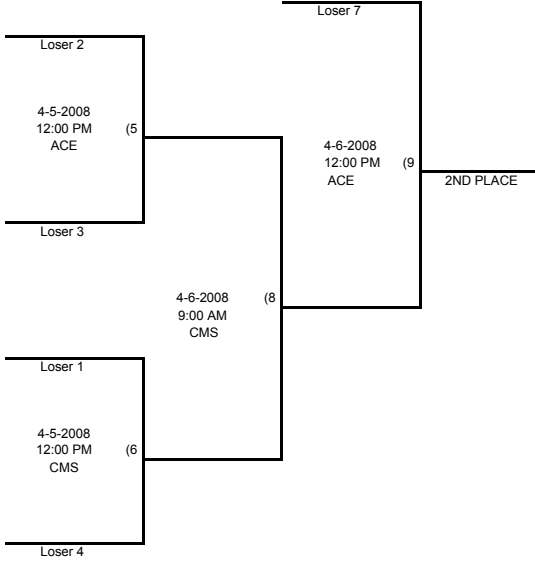 Loser 7
Loser 2
4-5-2008
12:00 PM (5
ACE
4-6-2008
12:00 PM (9
ACE
2ND PLACE
Loser 3
4-6-2008 (8
9:00 AM
CMS
Loser 1
4-5-2008
12:00 PM (6
CMS
Loser 4